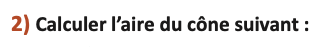 2) Calculer l’aire du cône suivant :